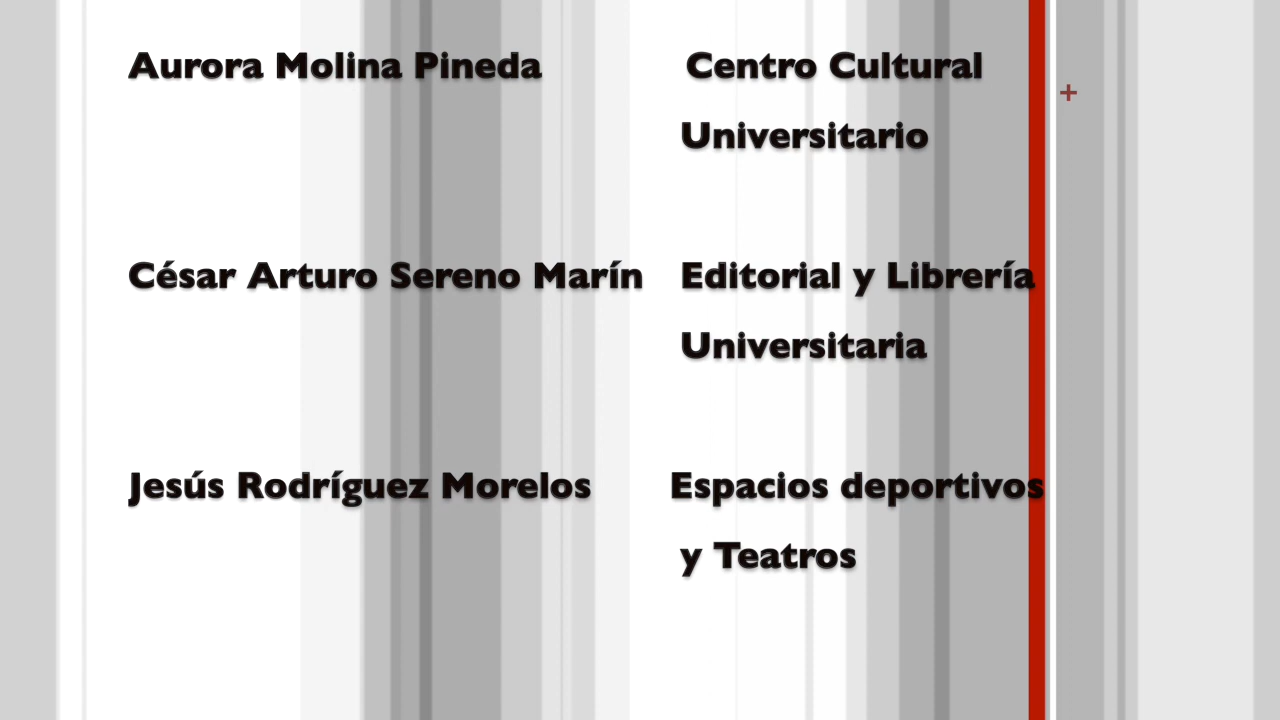 Aurora Molina Pineda Centro Cultural
+
Universitario
César Arturo Sereno Marín Editorial y Librería
Universitaria
Jesús Rodríguez Morelos Espacios deportivos
y Teatros